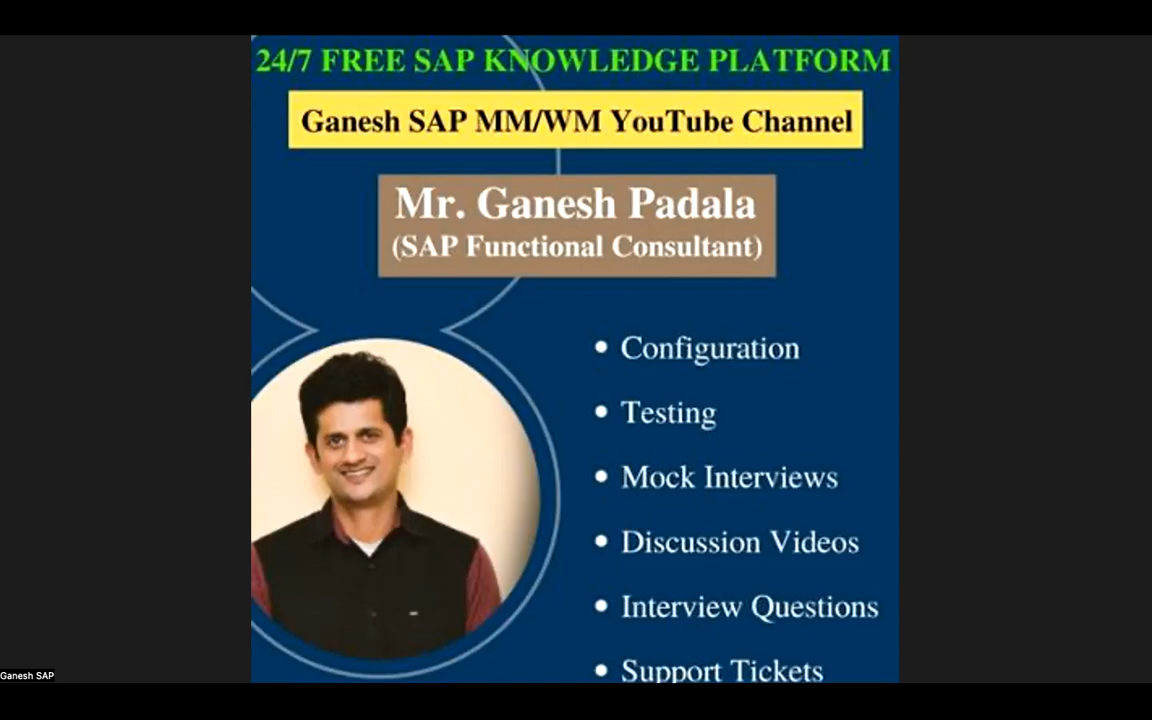 24/7 FREE SAP KNOWLEDGE PLATFORM
Ganesh SAP MM/WM YouTube Channel
Mr. Ganesh Padala
(SAP Functional Consultant)
• Configuration
• Testing
• Mock Interviews
• Discussion Videos
• Interview Questions
• Support Tickets
Ganesh SAP